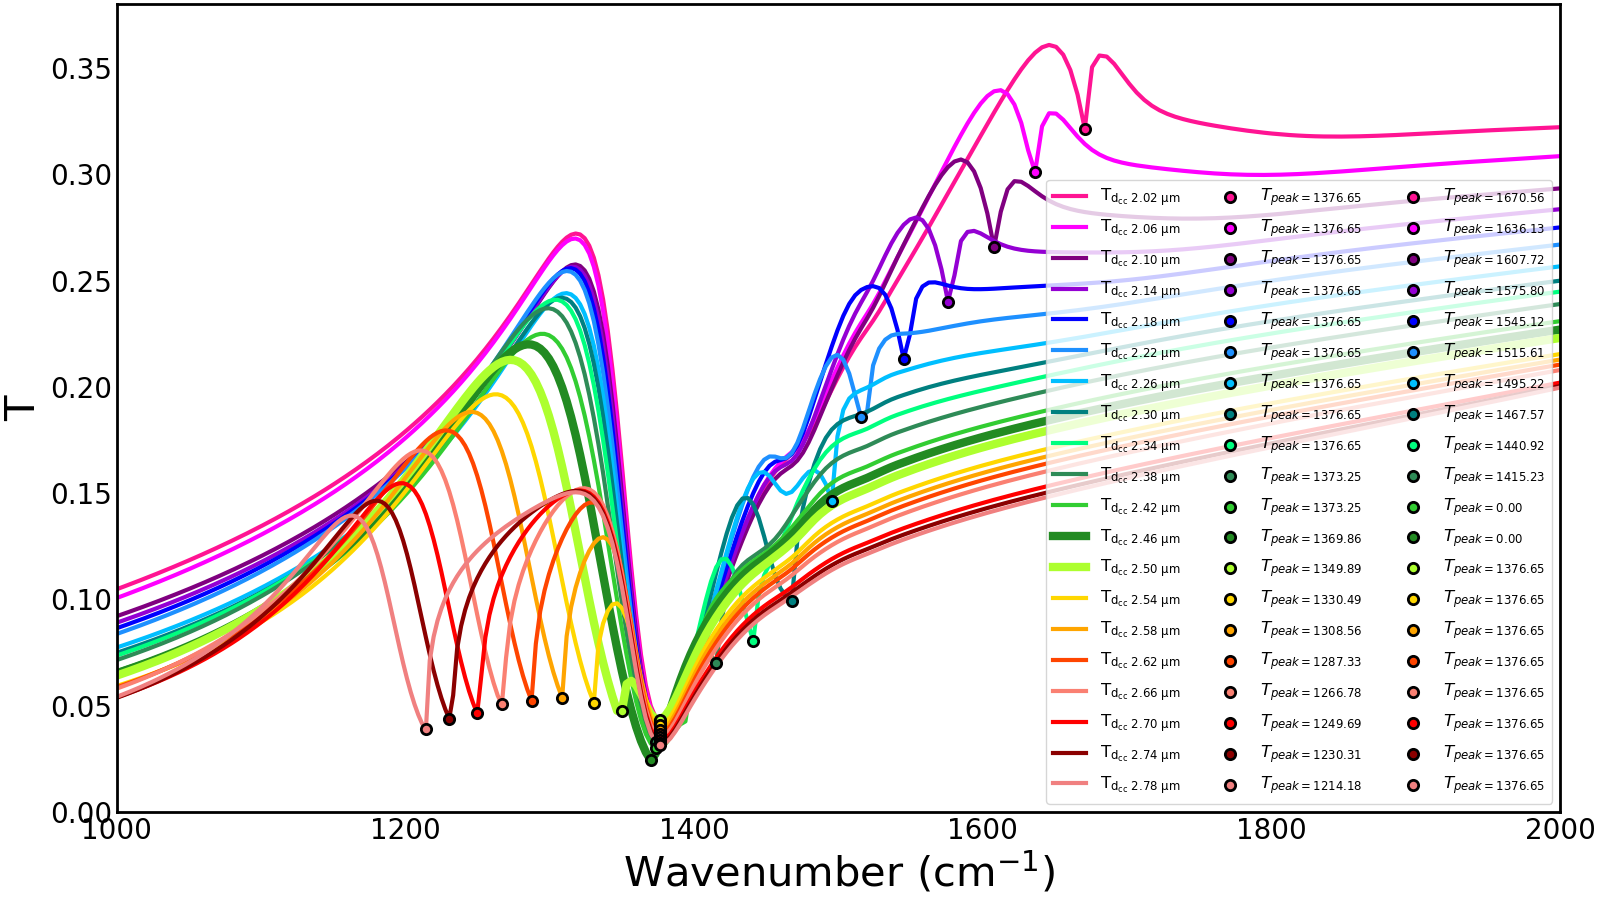 0.35
0.30
0.25
0.20
0.15
0.10
0.05
0.00
T
1000 1200 1400 1600 1800 2000
Wavenumber (cm⁻¹)
T_dcc 2.02 μm T_peak=1376.65 T_peak=1670.56
T_dcc 2.06 μm T_peak=1376.65 T_peak=1636.13
T_dcc 2.10 μm T_peak=1376.65 T_peak=1607.72
T_dcc 2.14 μm T_peak=1376.65 T_peak=1575.80
T_dcc 2.18 μm T_peak=1376.65 T_peak=1545.12
T_dcc 2.22 μm T_peak=1376.65 T_peak=1515.61
T_dcc 2.26 μm T_peak=1376.65 T_peak=1495.22
T_dcc 2.30 μm T_peak=1376.65 T_peak=1467.57
T_dcc 2.34 μm T_peak=1376.65 T_peak=1440.92
T_dcc 2.38 μm T_peak=1373.25 T_peak=1415.23
T_dcc 2.42 μm T_peak=1373.25 T_peak=0.00
T_dcc 2.46 μm T_peak=1369.86 T_peak=0.00
T_dcc 2.50 μm T_peak=1349.89 T_peak=1376.65
T_dcc 2.54 μm T_peak=1330.49 T_peak=1376.65
T_dcc 2.58 μm T_peak=1308.56 T_peak=1376.65
T_dcc 2.62 μm T_peak=1287.33 T_peak=1376.65
T_dcc 2.66 μm T_peak=1266.78 T_peak=1376.65
T_dcc 2.70 μm T_peak=1249.69 T_peak=1376.65
T_dcc 2.74 μm T_peak=1230.31 T_peak=1376.65
T_dcc 2.78 μm T_peak=1214.18 T_peak=1376.65